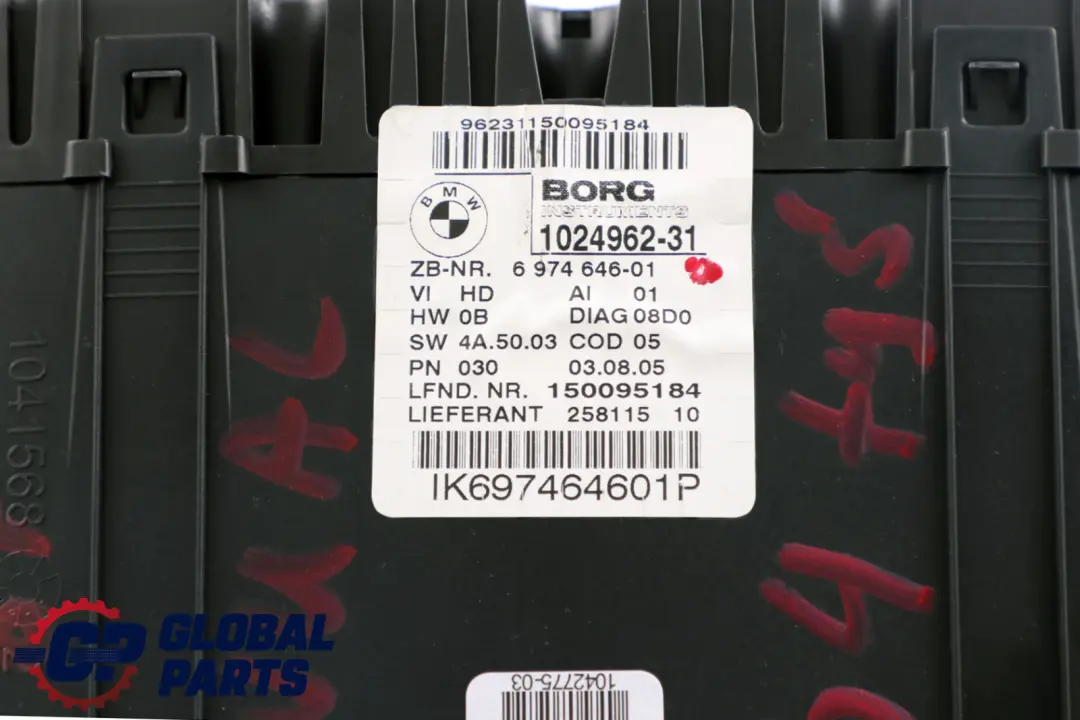 96231150095184
BMW
BORG
INSTRUMENTS
1024962-31
ZB-NR. 6 974 646-01
VI HD AI 01
HW 0B DIAG 08D0
SW 4A.50.03 COD 05
PN 030 03.08.05
LFND. NR. 150095184
LIEFERANT 258115 10
IK697464601P
1041568
1042775-03
GP GLOBAL
PARTS